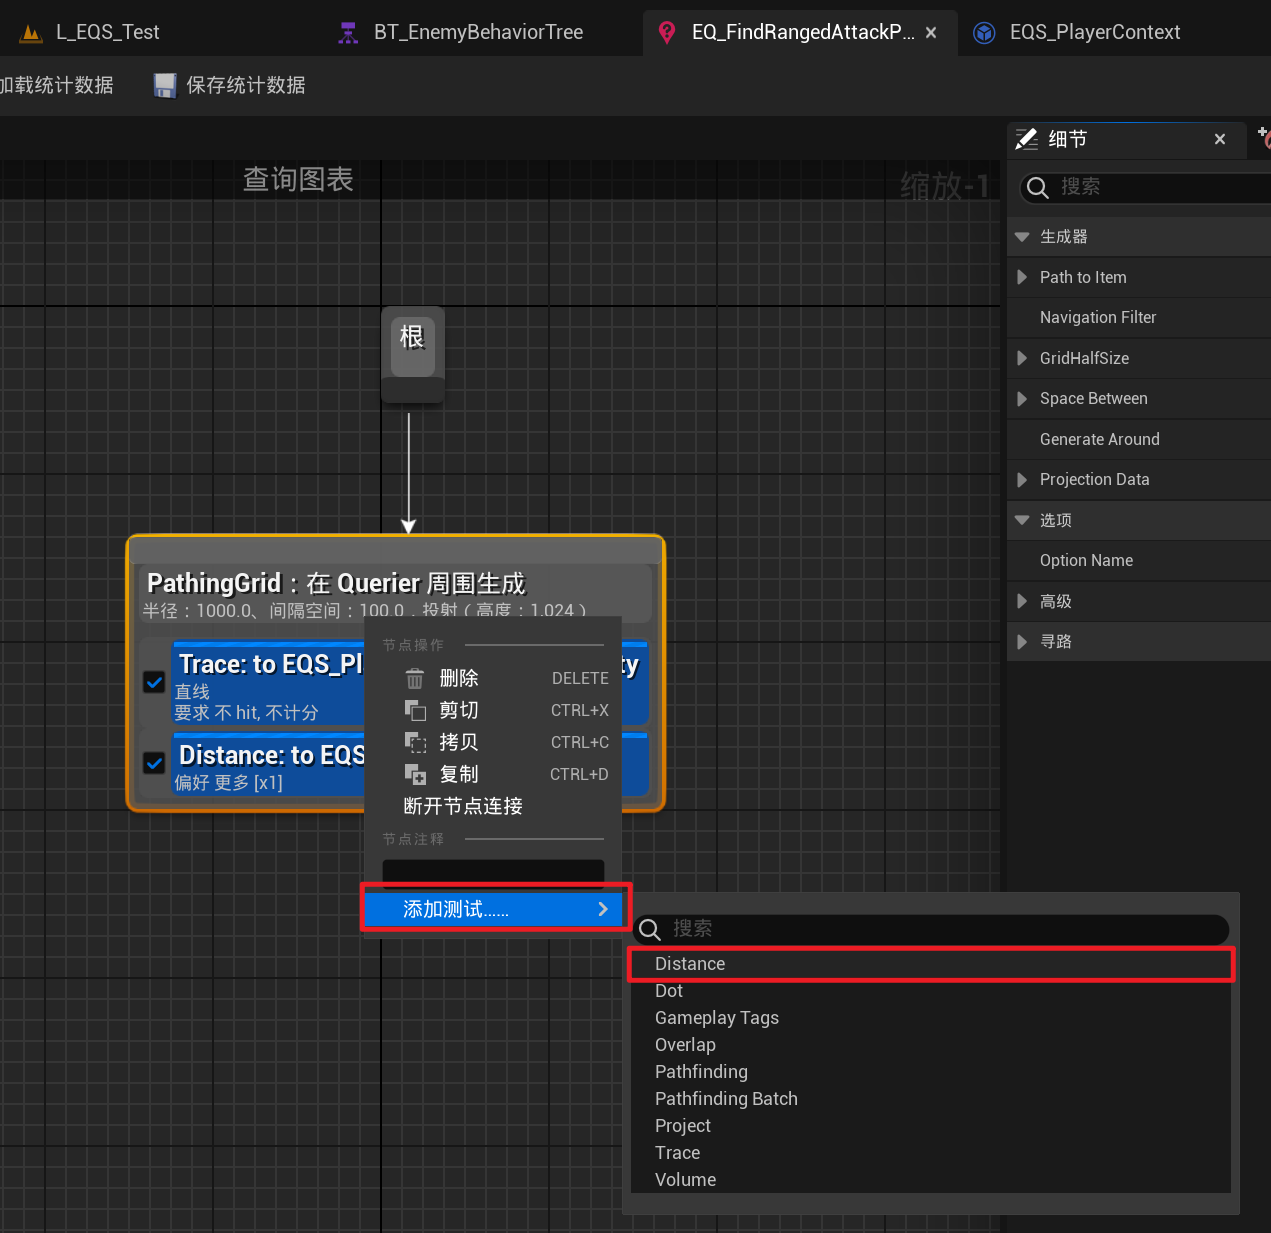 L_EQS_Test
BT_EnemyBehaviorTree
EQ_FindRangedAttackP...
EQS_PlayerContext
加载统计数据
保存统计数据
细节
查询图表
缩放-1
搜索
生成器
Path to Item
Navigation Filter
GridHalfSize
Space Between
Generate Around
Projection Data
选项
Option Name
高级
寻路
根
PathingGrid：在 Querier 周围生成
半径：1000.0、间隔空间：100.0，投射（高度：1,024）
Trace: to EQS_Pl
ty
直线
要求 不 hit, 不计分
Distance: to EQS
偏好 更多 [x1]
节点操作
删除 DELETE
剪切 CTRL+X
拷贝 CTRL+C
复制 CTRL+D
断开节点连接
节点注释
添加测试......
搜索
Distance
Dot
Gameplay Tags
Overlap
Pathfinding
Pathfinding Batch
Project
Trace
Volume